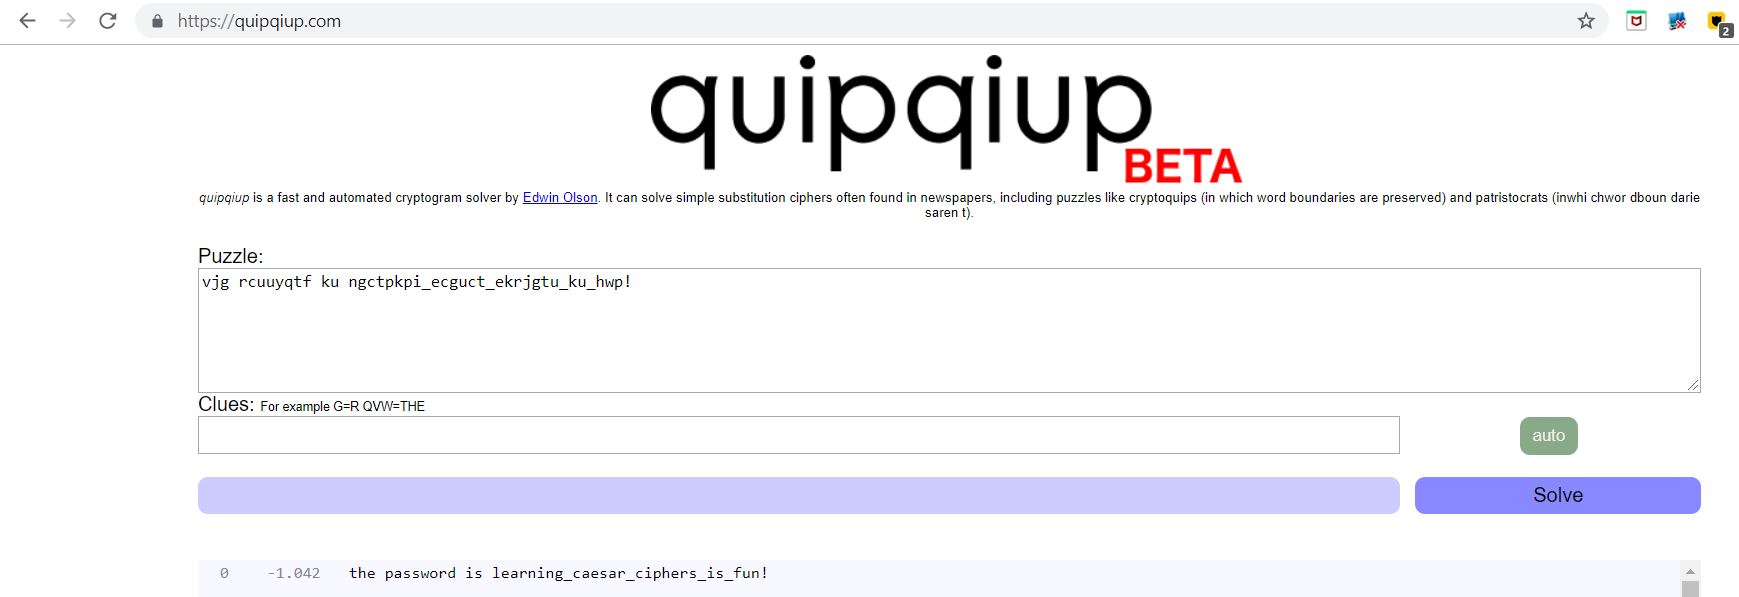 https://quipqiup.com
2
quipqiup
BETA
quipqiup is a fast and automated cryptogram solver by Edwin Olson. It can solve simple substitution ciphers often found in newspapers, including puzzles like cryptoquips (in which word boundaries are preserved) and patristocrats (inwhi chwor dboun darie
saren t).
Puzzle:
vjg rcuuyqtf ku ngctpkpi_ecguct_ekrjgtu_ku_hwp!
Clues: For example G=R QVW=THE
auto
Solve
0 -1.042 the password is learning_caesar_ciphers_is_fun!